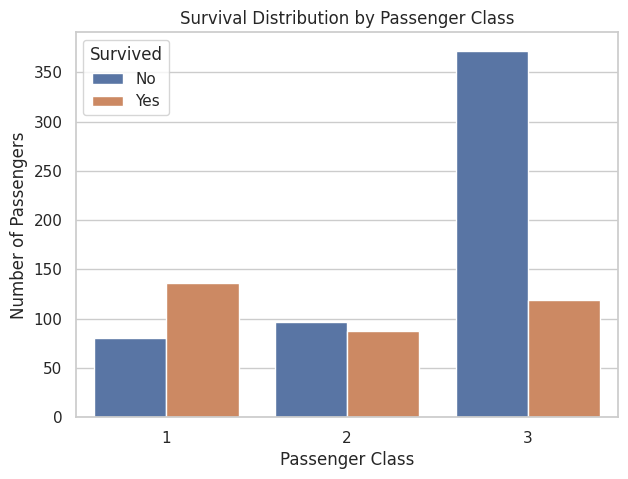 Survival Distribution by Passenger Class
Survived
No
Yes
Number of Passengers
350
300
250
200
150
100
50
0
1
2
3
Passenger Class